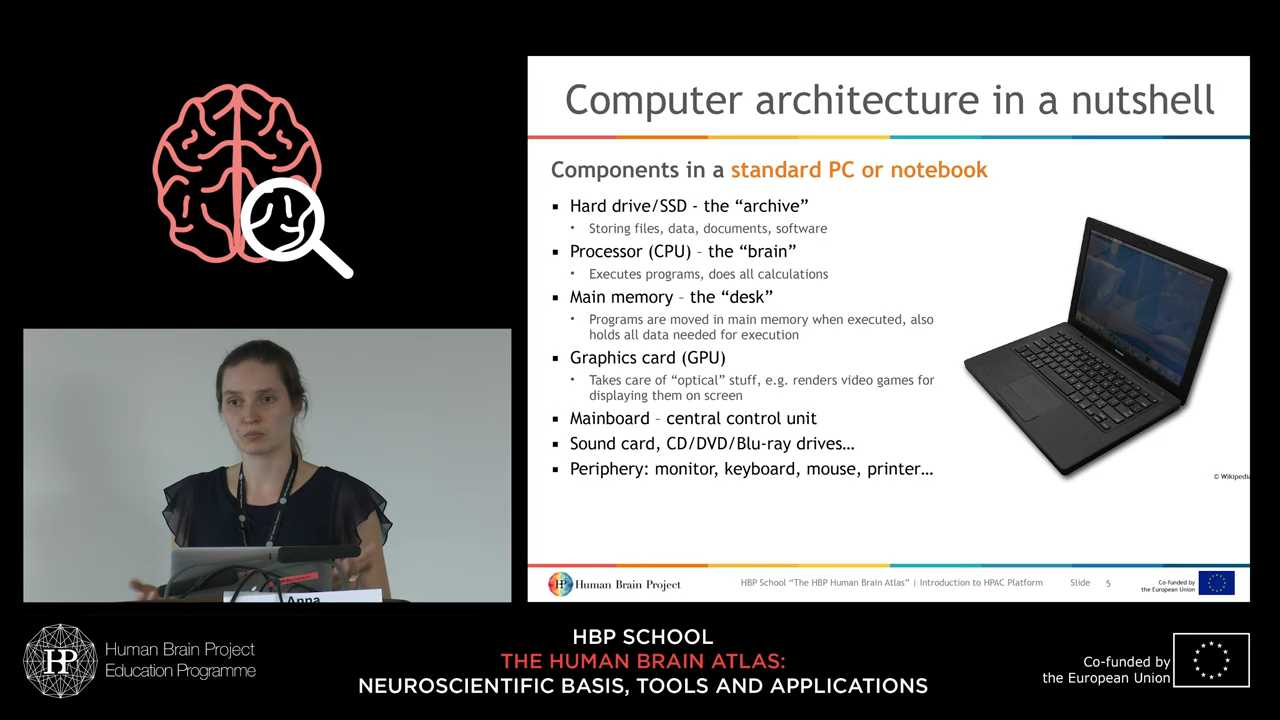 Computer architecture in a nutshell
Components in a standard PC or notebook
▪ Hard drive/SSD - the “archive”
• Storing files, data, documents, software
▪ Processor (CPU) – the “brain”
• Executes programs, does all calculations
▪ Main memory – the “desk”
• Programs are moved in main memory when executed, also
holds all data needed for execution
▪ Graphics card (GPU)
• Takes care of “optical” stuff, e.g. renders video games for
displaying them on screen
▪ Mainboard – central control unit
▪ Sound card, CD/DVD/Blu-ray drives…
▪ Periphery: monitor, keyboard, mouse, printer…
© Wikipedia
HP Human Brain Project
HBP School “The HBP Human Brain Atlas” | Introduction to HPAC Platform
Slide 5
Co-funded by
the European Union
Anna
HP
Human Brain Project
Education Programme
HBP SCHOOL
THE HUMAN BRAIN ATLAS:
NEUROSCIENTIFIC BASIS, TOOLS AND APPLICATIONS
Co-funded by
the European Union